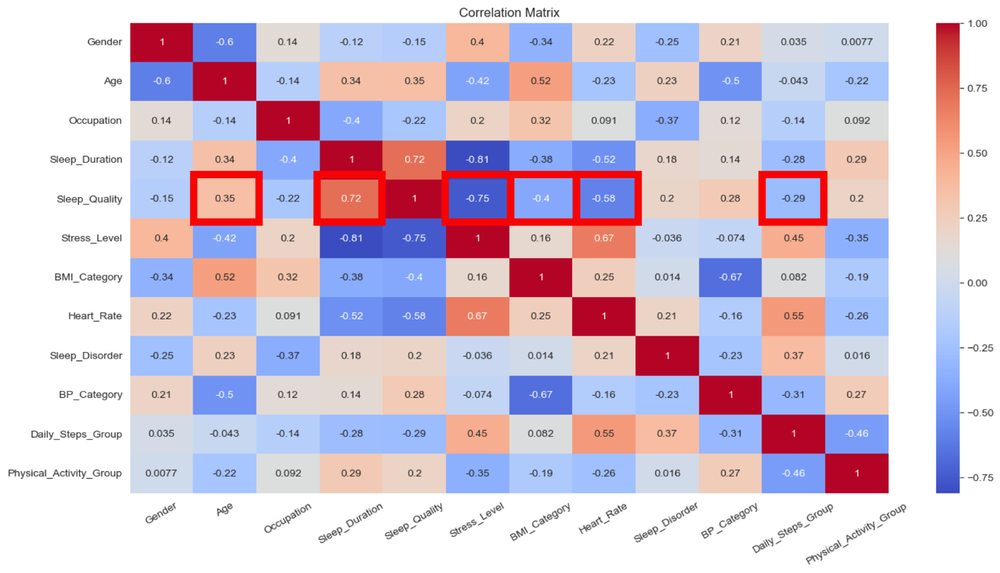 Correlation Matrix
Gender 1 -0.6 0.14 -0.12 -0.15 0.4 -0.34 0.22 -0.25 0.21 0.035 0.0077
Age -0.6 1 -0.14 0.34 0.35 -0.42 0.52 -0.23 0.23 -0.5 -0.043 -0.22
Occupation 0.14 -0.14 1 -0.4 -0.22 0.2 0.32 0.091 -0.37 0.12 -0.14 0.092
Sleep_Duration -0.12 0.34 -0.4 1 0.72 -0.81 -0.38 -0.52 0.18 0.14 -0.28 0.29
Sleep_Quality -0.15 0.35 -0.22 0.72 1 -0.75 -0.4 -0.58 0.2 0.28 -0.29 0.2
Stress_Level 0.4 -0.42 0.2 -0.81 -0.75 1 0.16 0.67 -0.036 -0.074 0.45 -0.35
BMI_Category -0.34 0.52 0.32 -0.38 -0.4 0.16 1 0.25 0.014 -0.67 0.082 -0.19
Heart_Rate 0.22 -0.23 0.091 -0.52 -0.58 0.67 0.25 1 0.21 -0.16 0.55 -0.26
Sleep_Disorder -0.25 0.23 -0.37 0.18 0.2 -0.036 0.014 0.21 1 -0.23 0.37 0.016
BP_Category 0.21 -0.5 0.12 0.14 0.28 -0.074 -0.67 -0.16 -0.23 1 -0.31 0.27
Daily_Steps_Group 0.035 -0.043 -0.14 -0.28 -0.29 0.45 0.082 0.55 0.37 -0.31 1 -0.46
Physical_Activity_Group 0.0077 -0.22 0.092 0.29 0.2 -0.35 -0.19 -0.26 0.016 0.27 -0.46 1
Gender Age Occupation Sleep_Duration Sleep_Quality Stress_Level BMI_Category Heart_Rate Sleep_Disorder BP_Category Daily_Steps_Group Physical_Activity_Group
1.00
0.75
0.50
0.25
0.00
−0.25
−0.50
−0.75